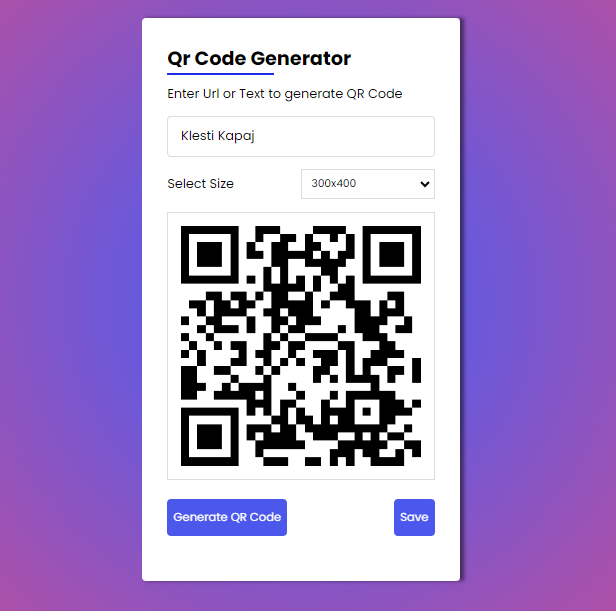 Qr Code Generator
Enter Url or Text to generate QR Code
Klesti Kapaj
Select Size
300x400
Generate QR Code
Save